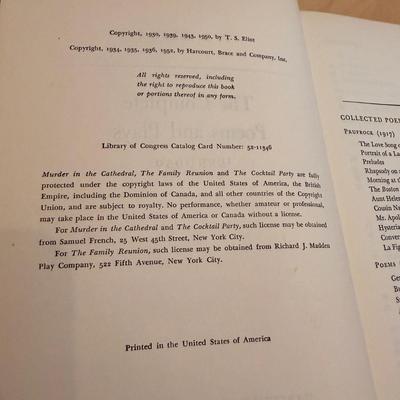 Copyright, 1930, 1939, 1943, 1950, by T. S. Eliot
Copyright, 1934, 1935, 1936, 1952, by Harcourt, Brace and Company, Inc.
All rights reserved, including
the right to reproduce this book
or portions thereof in any form.
Library of Congress Catalog Card Number: 52-11346
Murder in the Cathedral, The Family Reunion and The Cocktail Party are fully
protected under the copyright laws of the United States of America, the British
Empire, including the Dominion of Canada, and all other countries of the Copyright
Union, and are subject to royalty. No performance, whether amateur or professional,
may take place in the United States of America or Canada without a license.
For Murder in the Cathedral and The Cocktail Party, such license may be obtained
from Samuel French, 25 West 45th Street, New York City.
For The Family Reunion, such license may be obtained from Richard J. Madden
Play Company, 522 Fifth Avenue, New York City.
Printed in the United States of America
COLLECTED POE
PRUFROCK (1917)
The Love Song o
Portrait of a La
Preludes
Rhapsody on a
Morning at th
The Boston
Aunt Helen
Cousin Na
Mr. Apol
Hysteria
Conver
La Fig
POEMS
Ge
Bu
S